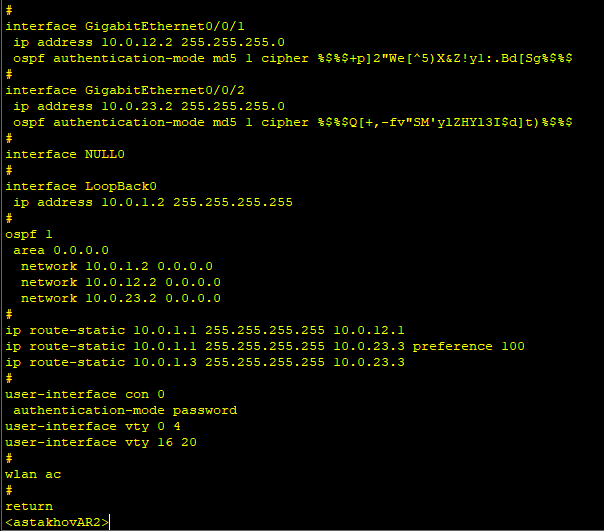 #
interface GigabitEthernet0/0/1
 ip address 10.0.12.2 255.255.255.0
 ospf authentication-mode md5 1 cipher %$%$+p]2"We[^5)X&Z!y1:.Bd[Sg%$%$
#
interface GigabitEthernet0/0/2
 ip address 10.0.23.2 255.255.255.0
 ospf authentication-mode md5 1 cipher %$%$Q[+,-fv"SM'ylZHYl3I$d]t)%$%$
#
interface NULL0
#
interface LoopBack0
 ip address 10.0.1.2 255.255.255.255
#
ospf 1
 area 0.0.0.0
  network 10.0.1.2 0.0.0.0
  network 10.0.12.2 0.0.0.0
  network 10.0.23.2 0.0.0.0
#
ip route-static 10.0.1.1 255.255.255.255 10.0.12.1
ip route-static 10.0.1.1 255.255.255.255 10.0.23.3 preference 100
ip route-static 10.0.1.3 255.255.255.255 10.0.23.3
#
user-interface con 0
 authentication-mode password
user-interface vty 0 4
user-interface vty 16 20
#
wlan ac
#
return
<astakhovAR2>